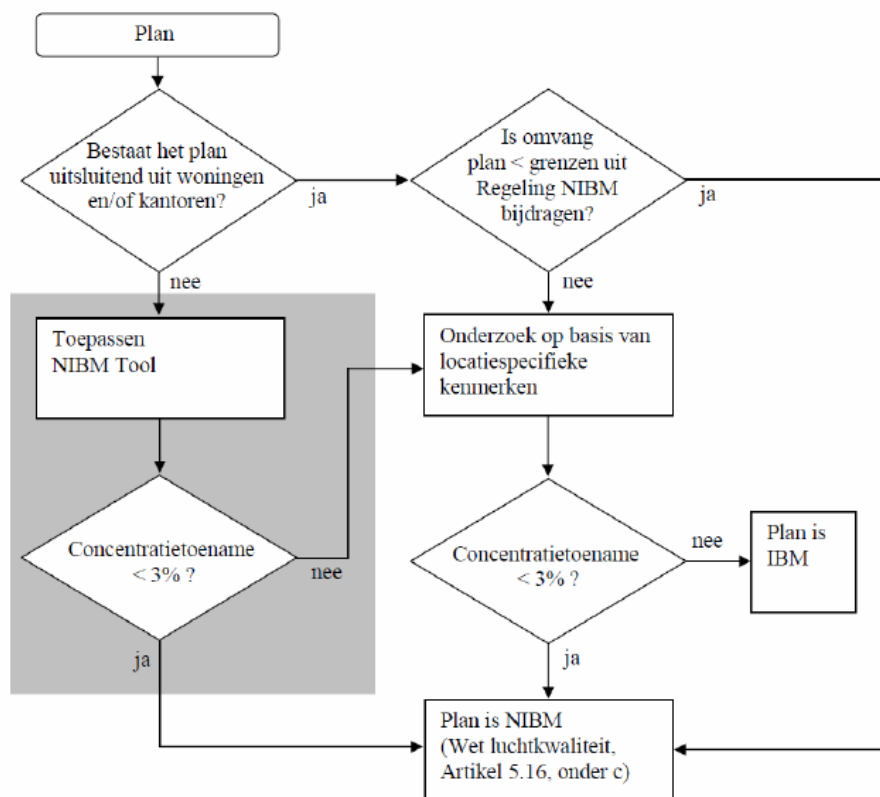 Plan
Bestaat het plan
uitsluitend uit woningen
en/of kantoren?
ja
nee
Is omvang
plan < grenzen uit
Regeling NIBM
bijdragen?
ja
nee
Toepassen
NIBM Tool
Onderzoek op basis van
locatiespecifieke
kenmerken
Concentratietoename
< 3% ?
nee
ja
Concentratietoename
< 3% ?
nee
ja
Plan is
IBM
Plan is NIBM
(Wet luchtkwaliteit,
Artikel 5.16, onder c)